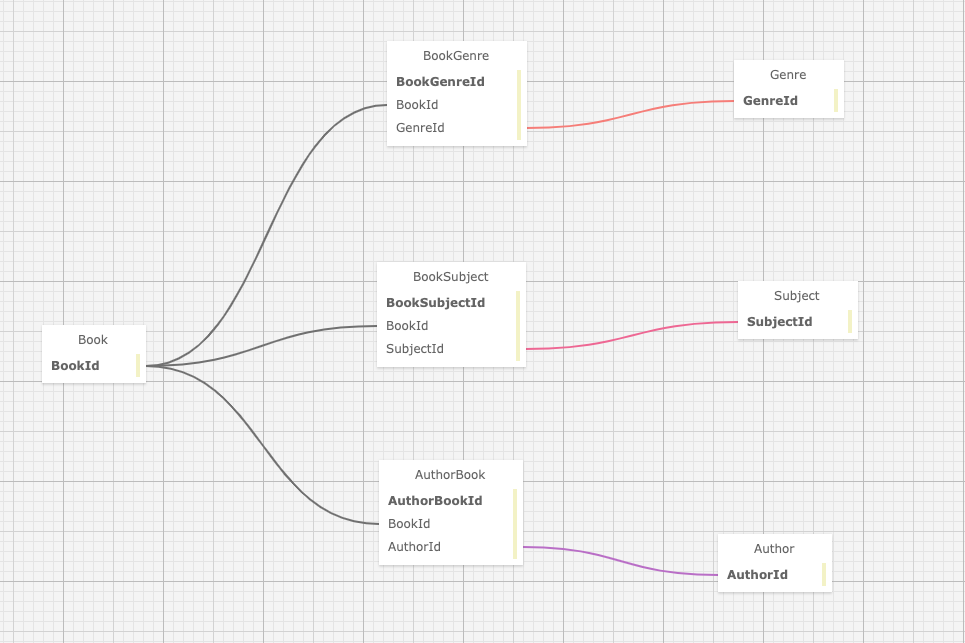 BookGenre
BookGenreId
BookId
GenreId
Genre
GenreId
BookSubject
BookSubjectId
BookId
SubjectId
Subject
SubjectId
Book
BookId
AuthorBook
AuthorBookId
BookId
AuthorId
Author
AuthorId